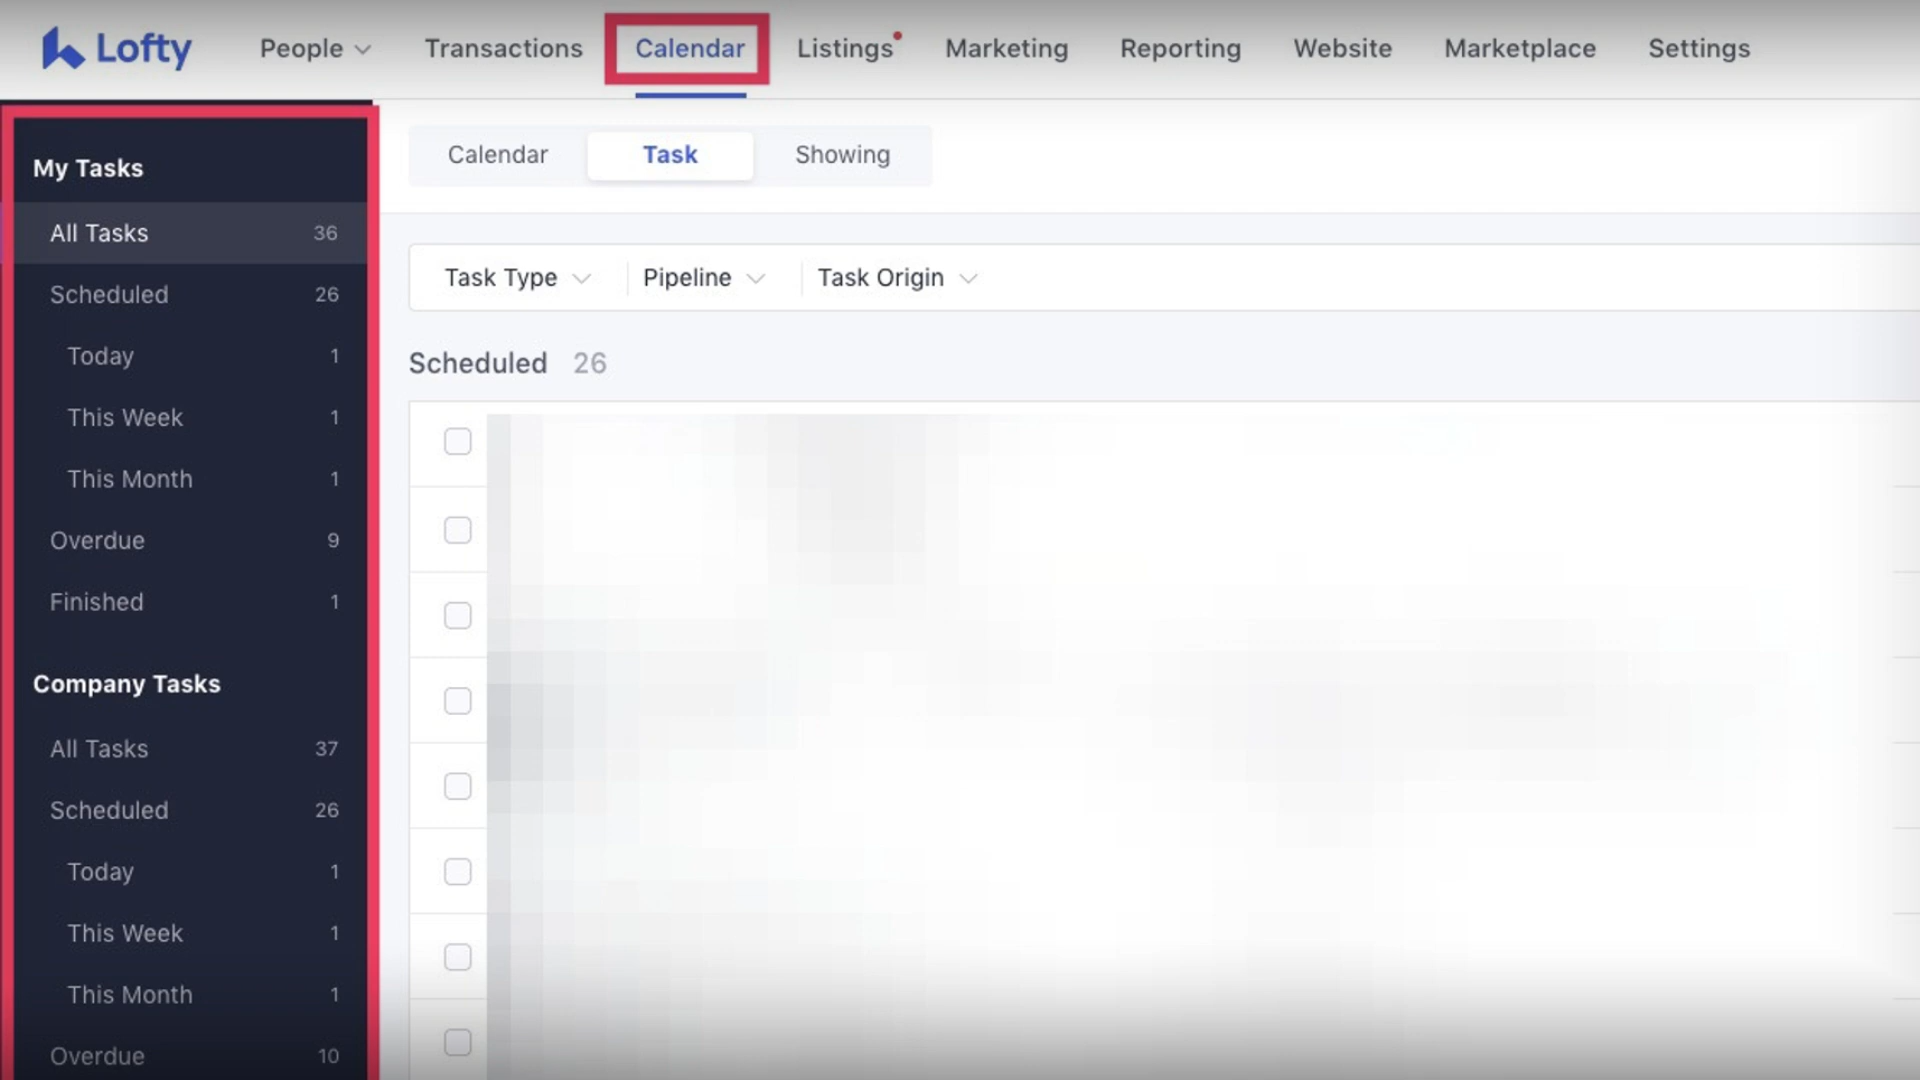 Lofty People Transactions Calendar Listings Marketing Reporting Website Marketplace Settings
Calendar Task Showing
Task Type Pipeline Task Origin
Scheduled 26
My Tasks
All Tasks 36
Scheduled 26
Today 1
This Week 1
This Month 1
Overdue 9
Finished 1
Company Tasks
All Tasks 37
Scheduled 26
Today 1
This Week 1
This Month 1
Overdue 10